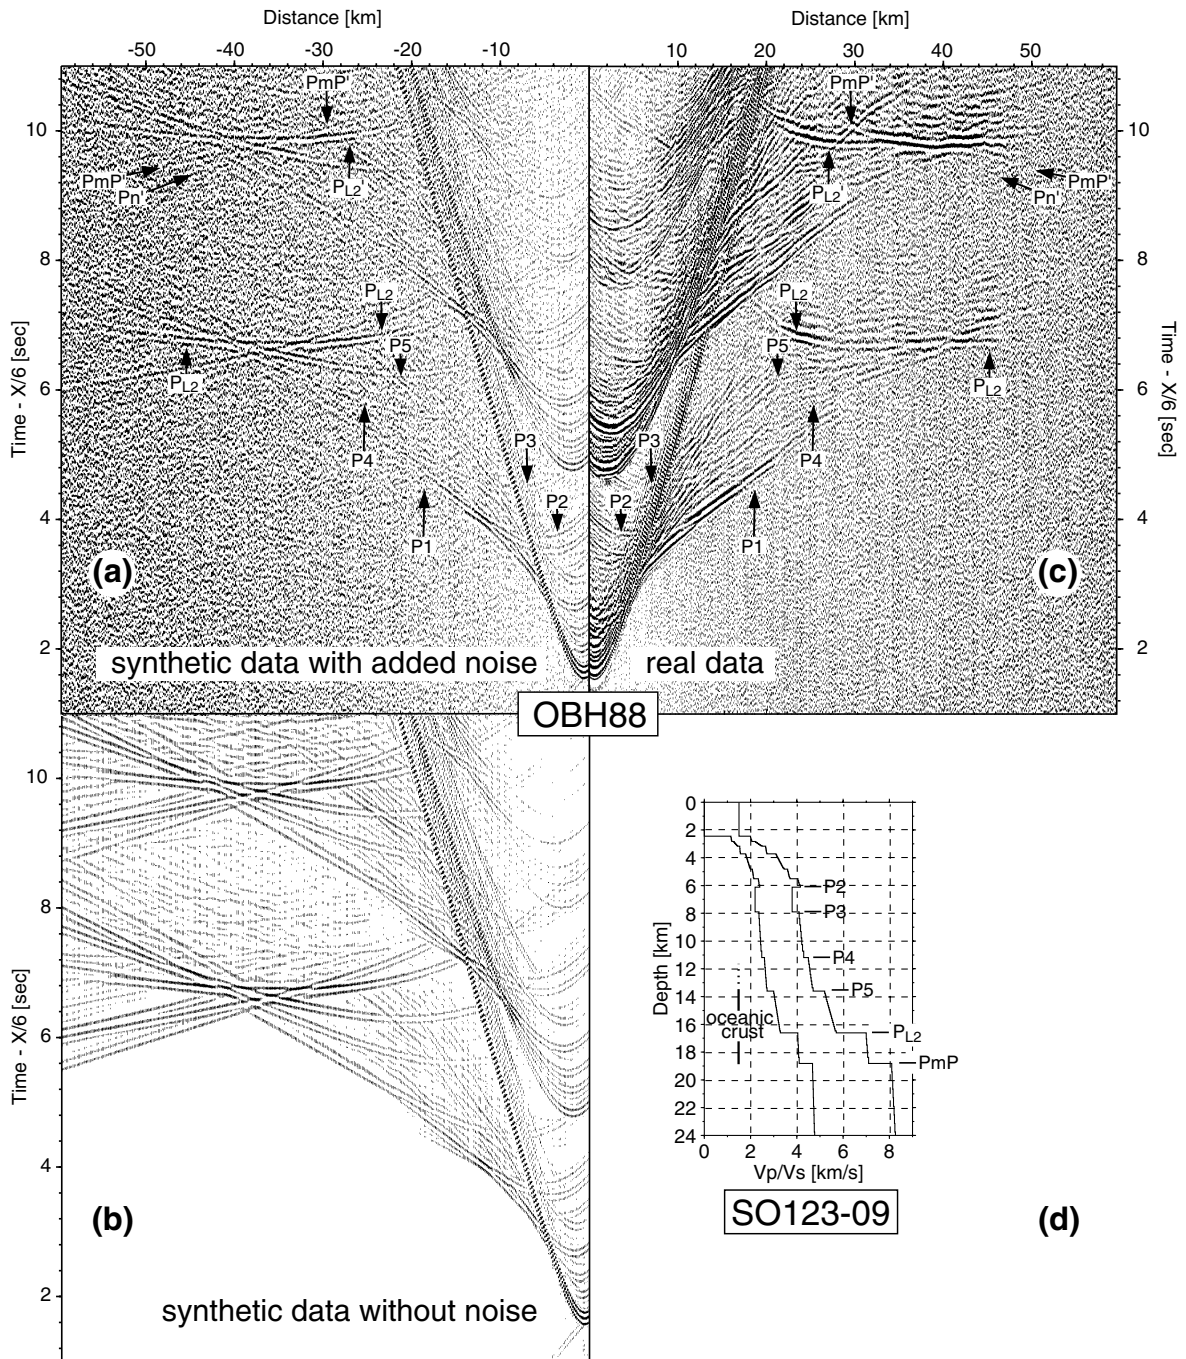 Distance [km]
Distance [km]
-50 -40 -30 -20 -10
10 20 30 40 50
PmP'
PmP'
10
10
PmP'
Pn'
PL2'
PL2'
Pn'
PmP'
8
8
PL2
PL2
P5
P5
Time - X/6 [sec]
Time - X/6 [sec]
6
6
PL2
PL2
P4
P3
P3
P4
P2
P2
4
4
P1
P1
(a)
(c)
2
2
synthetic data with added noise
real data
OBH88
10
8
6
4
2
Time - X/6 [sec
(b)
synthetic data without noise
0
2
4
6
8
10
12
14
16
18
20
22
24
Depth [km]
P2
P3
P4
P5
oceanic
crust
PL2
PmP
0 2 4 6 8
Vp/Vs [km/s]
SO123-09
(d)